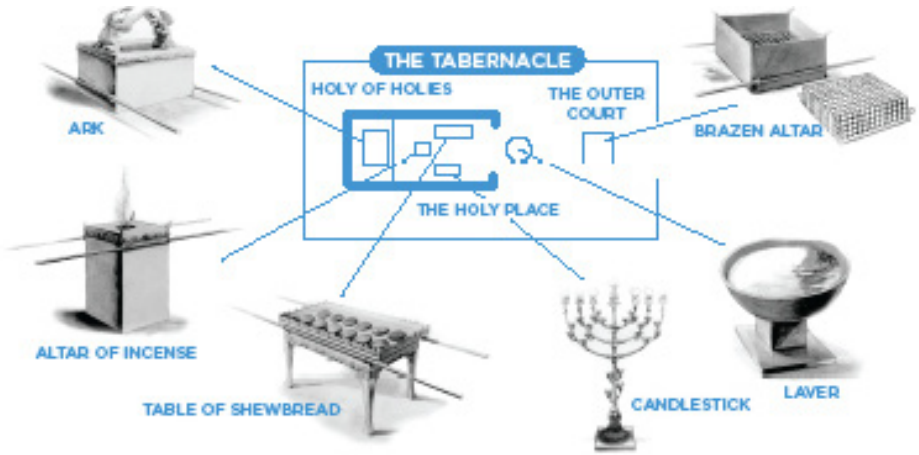 THE TABERNACLE
HOLY OF HOLIES
THE OUTER
COURT
ARK
BRAZEN ALTAR
THE HOLY PLACE
ALTAR OF INCENSE
TABLE OF SHEWBREAD
CANDLESTICK
LAVER